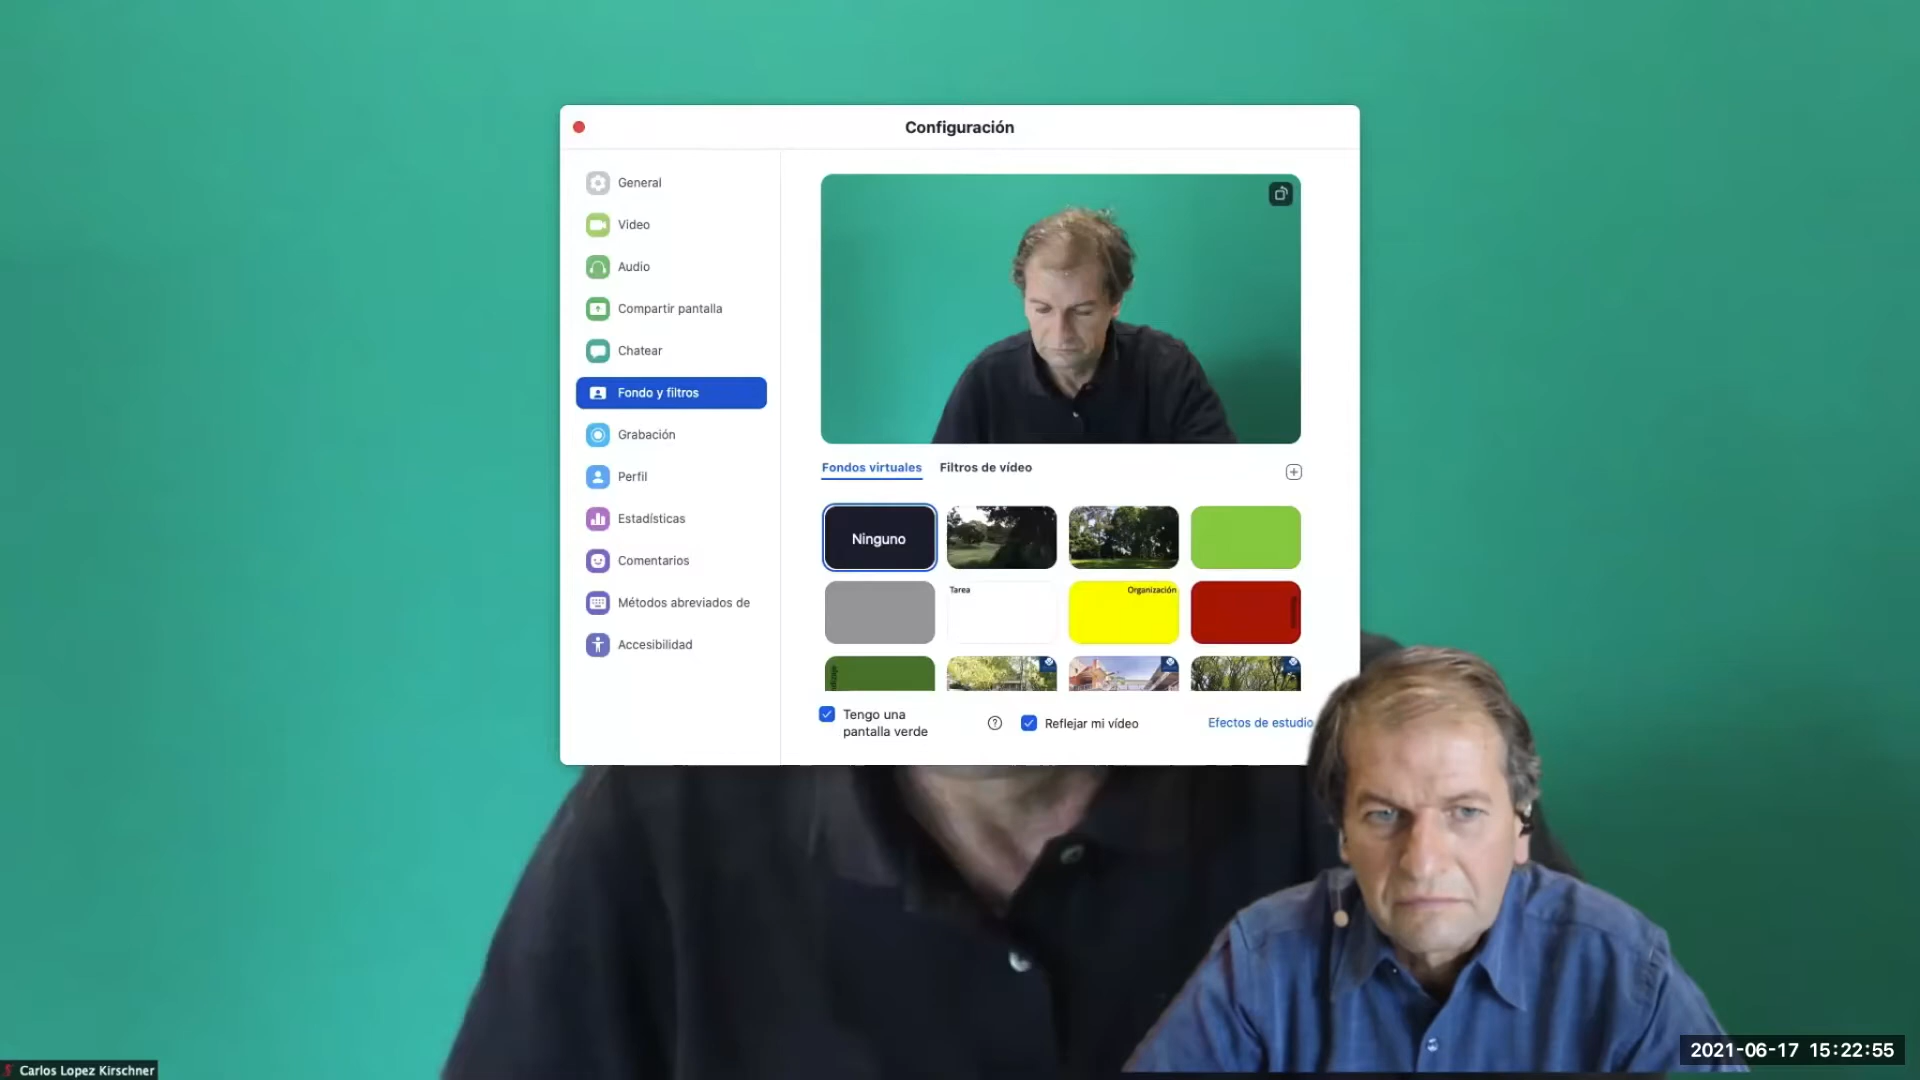 Configuración
General
Video
Audio
Compartir pantalla
Chatear
Fondo y filtros
Grabación
Perfil
Estadísticas
Comentarios
Métodos abreviados de
Accesibilidad
Fondos virtuales
Filtros de vídeo
Ninguno
Tarea
Organización
Tengo una
pantalla verde
Reflejar mi vídeo
Efectos de estudio
Carlos Lopez Kirschner
2021-06-17 15:22:55